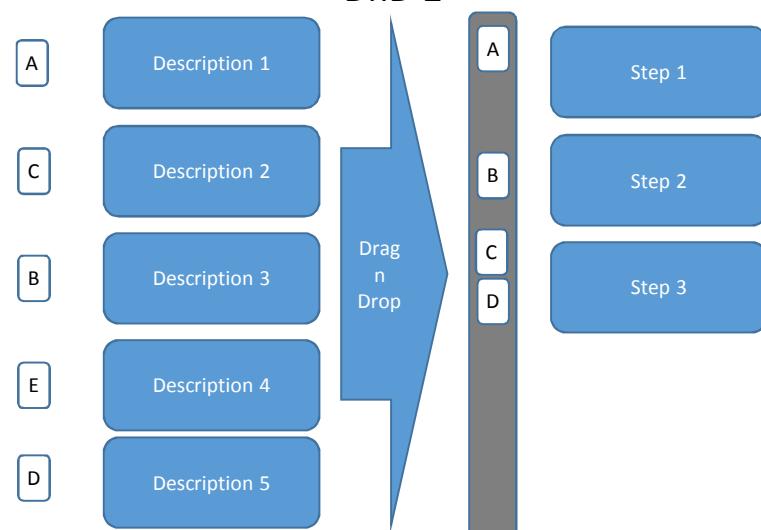 A
Description 1
C
Description 2
B
Description 3
E
Description 4
D
Description 5
Drag
n
Drop
A
B
C
D
Step 1
Step 2
Step 3